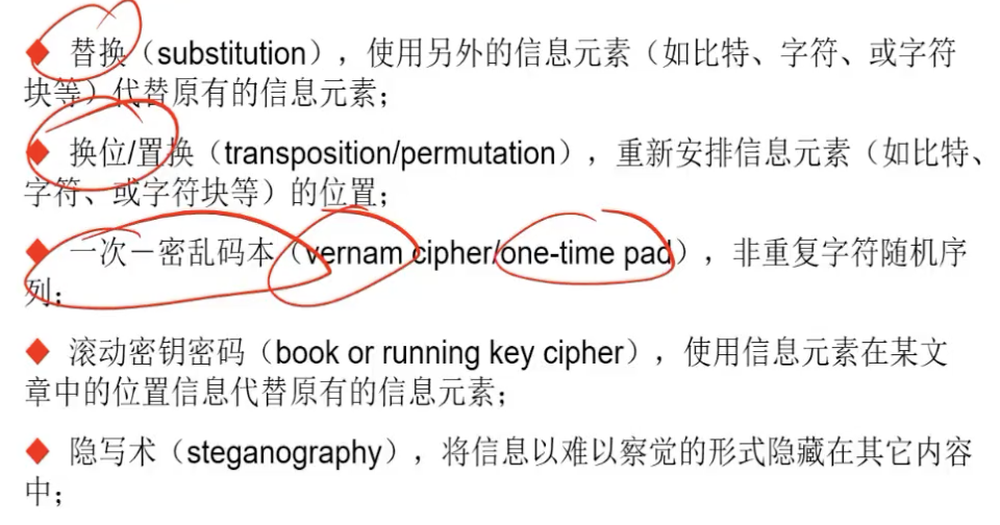 ◆ 替换（substitution），使用另外的信息元素（如比特、字符、或字符
块等）代替原有的信息元素；
◆ 换位/置换（transposition/permutation），重新安排信息元素（如比特、
字符、或字符块等）的位置；
◆ 一次－密乱码本（vernam cipher/one-time pad），非重复字符随机序
列；
◆ 滚动密钥密码（book or running key cipher），使用信息元素在某文
章中的位置信息代替原有的信息元素；
◆ 隐写术（steganography），将信息以难以察觉的形式隐藏在其它内容
中；